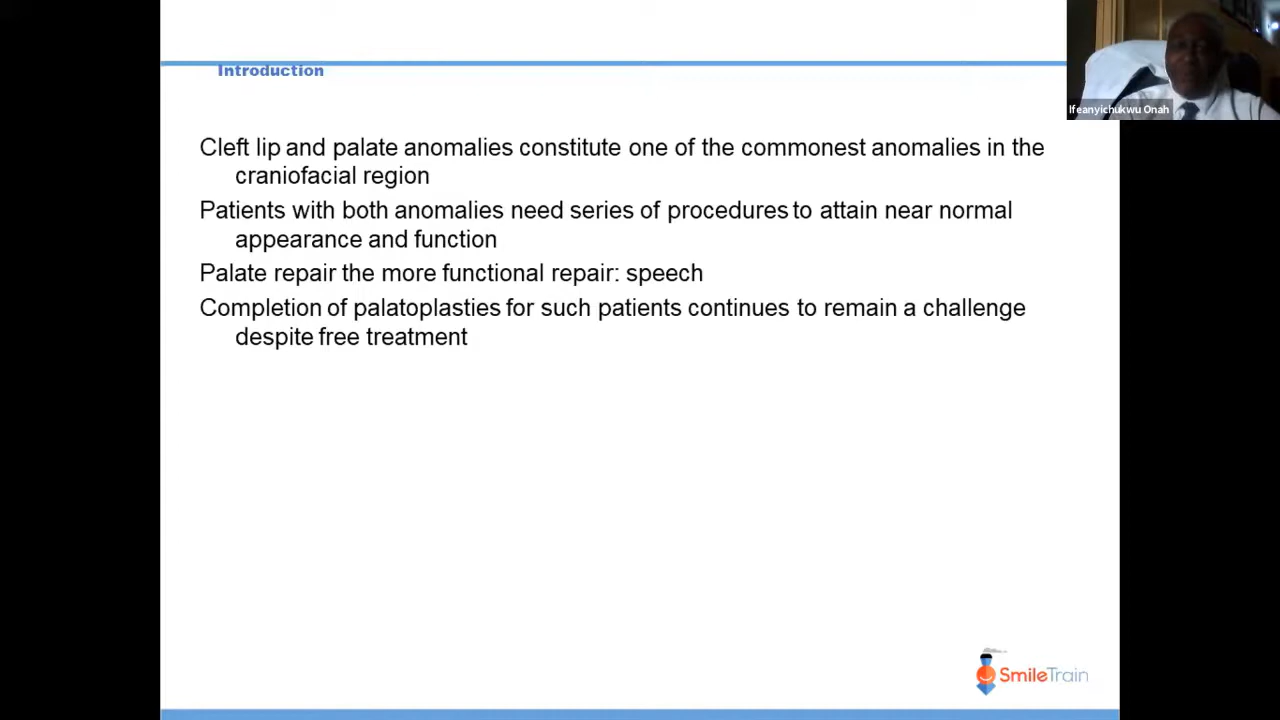 Introduction
Ifeanyichukwu Onah
Cleft lip and palate anomalies constitute one of the commonest anomalies in the
craniofacial region
Patients with both anomalies need series of procedures to attain near normal
appearance and function
Palate repair the more functional repair: speech
Completion of palatoplasties for such patients continues to remain a challenge
despite free treatment
SmileTrain